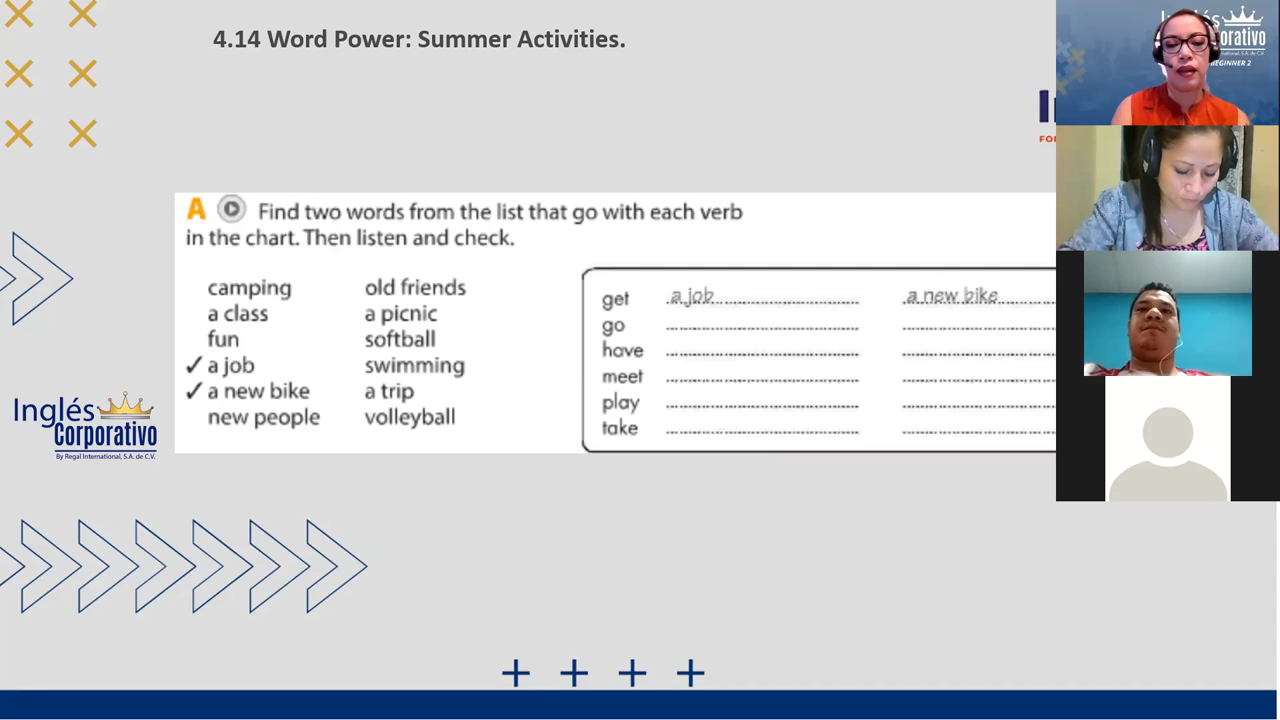 4.14 Word Power: Summer Activities.
A Find two words from the list that go with each verb
in the chart. Then listen and check.
camping old friends
a class a picnic
fun softball
✓ a job swimming
✓ a new bike a trip
new people volleyball
get a job a new bike
go
have
meet
play
take
Inglés
Corporativo
By Regal International, S.A. de C.V.
BEGINNER 2